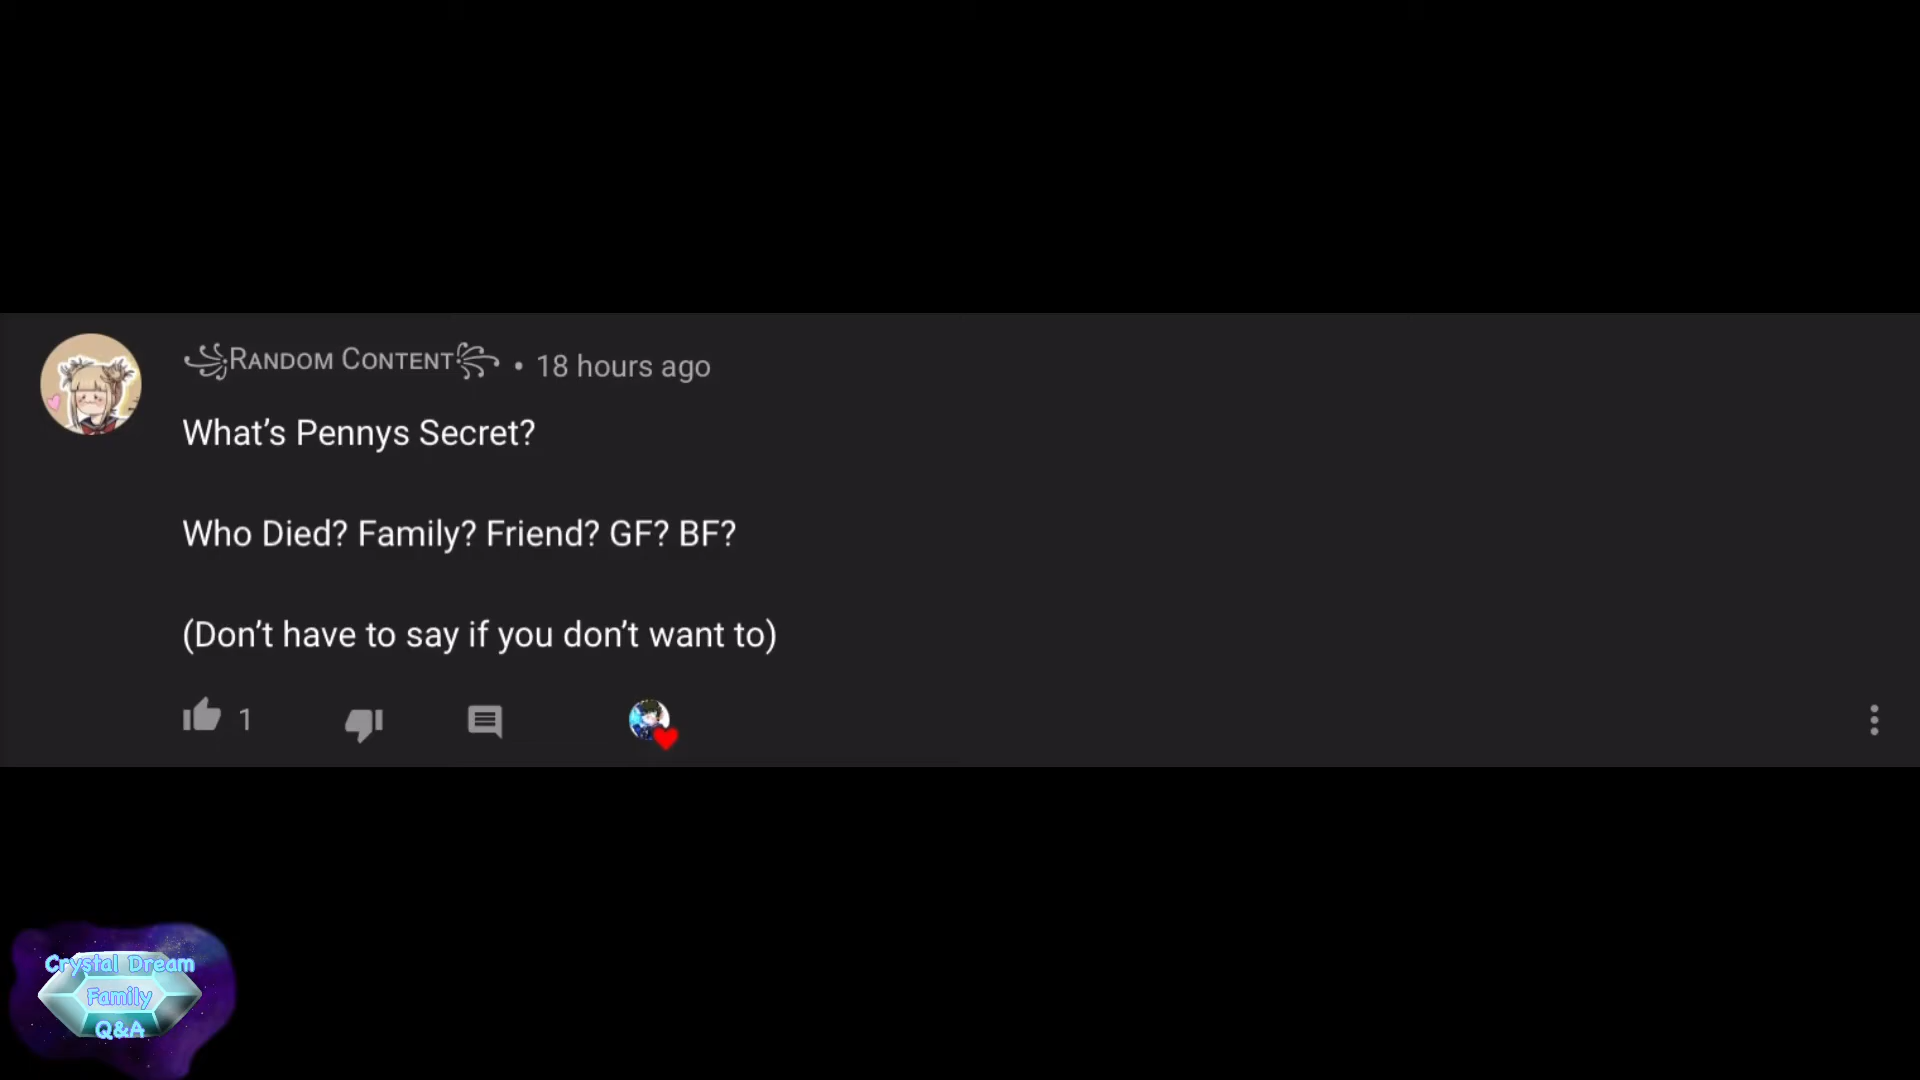 ꧁Random Content꧂ • 18 hours ago
What’s Pennys Secret?
Who Died? Family? Friend? GF? BF?
(Don’t have to say if you don’t want to)
1
Crystal Dream
Family
Q&A